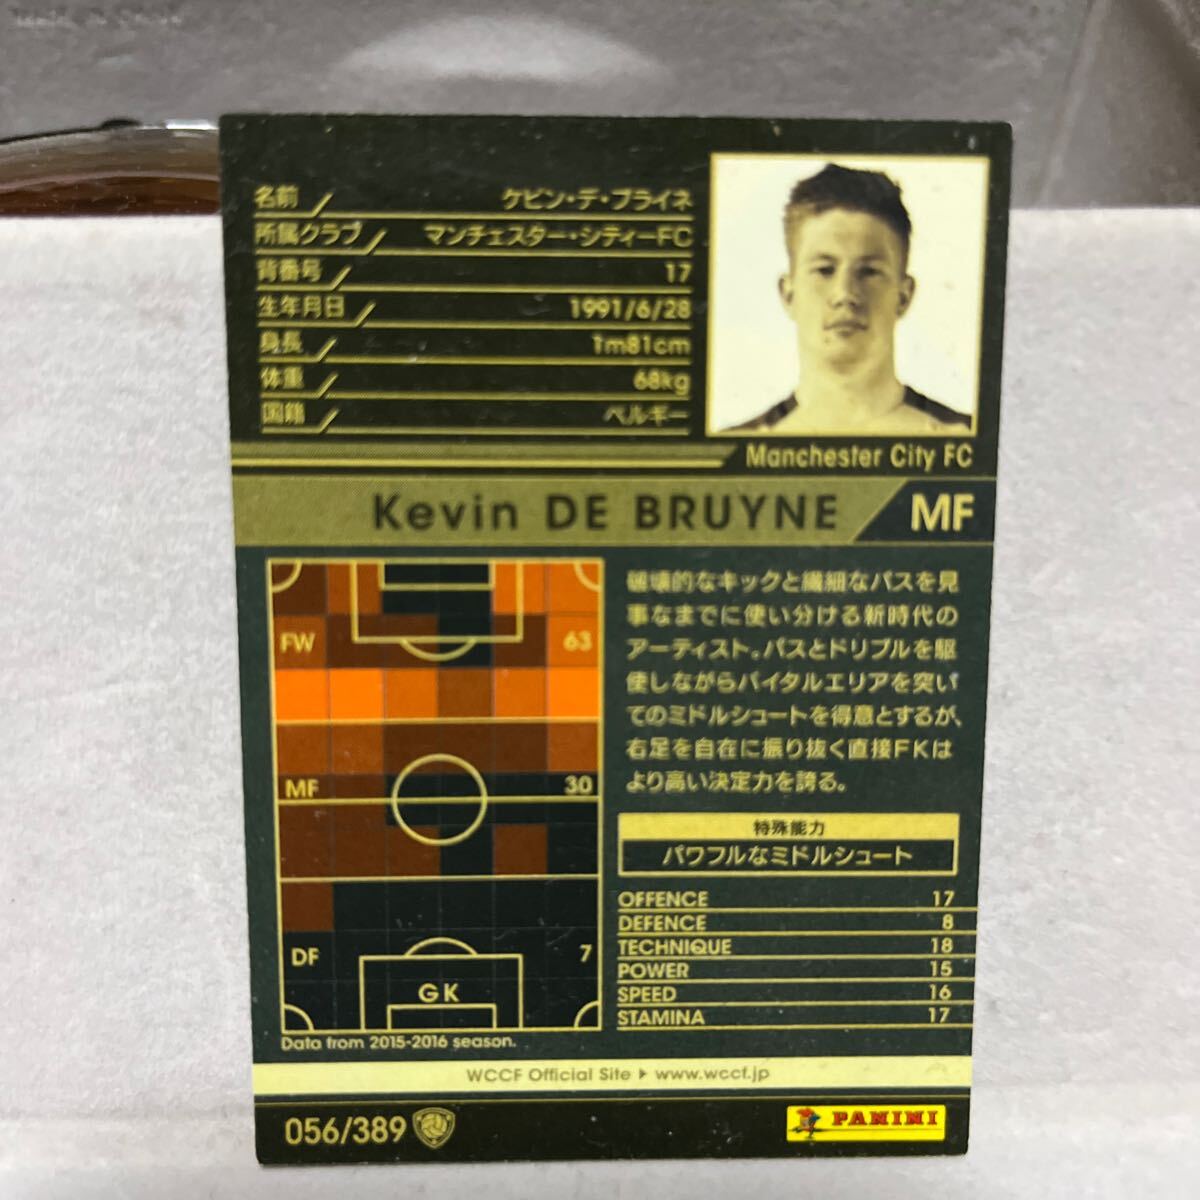 名前 ケビン・デ・ブライネ
所属クラブ マンチェスター・シティーFC
背番号 17
生年月日 1991/6/28
身長 1m81cm
体重 68kg
国籍 ベルギー
Manchester City FC
Kevin DE BRUYNE MF
FW 63
MF 30
DF 7
GK
Data from 2015-2016 season.
破壊的なキックと繊細なパスを見
事なまでに使い分ける新時代の
アーティスト。パスとドリブルを駆
使しながらバイタルエリアを突い
てのミドルシュートを得意とするが、
右足を自在に振り抜く直接FKは
より高い決定力を誇る。
特殊能力
パワフルなミドルシュート
OFFENCE 17
DEFENCE 8
TECHNIQUE 18
POWER 15
SPEED 16
STAMINA 17
WCCF Official Site ▶ www.wccf.jp
056/389
PANINI